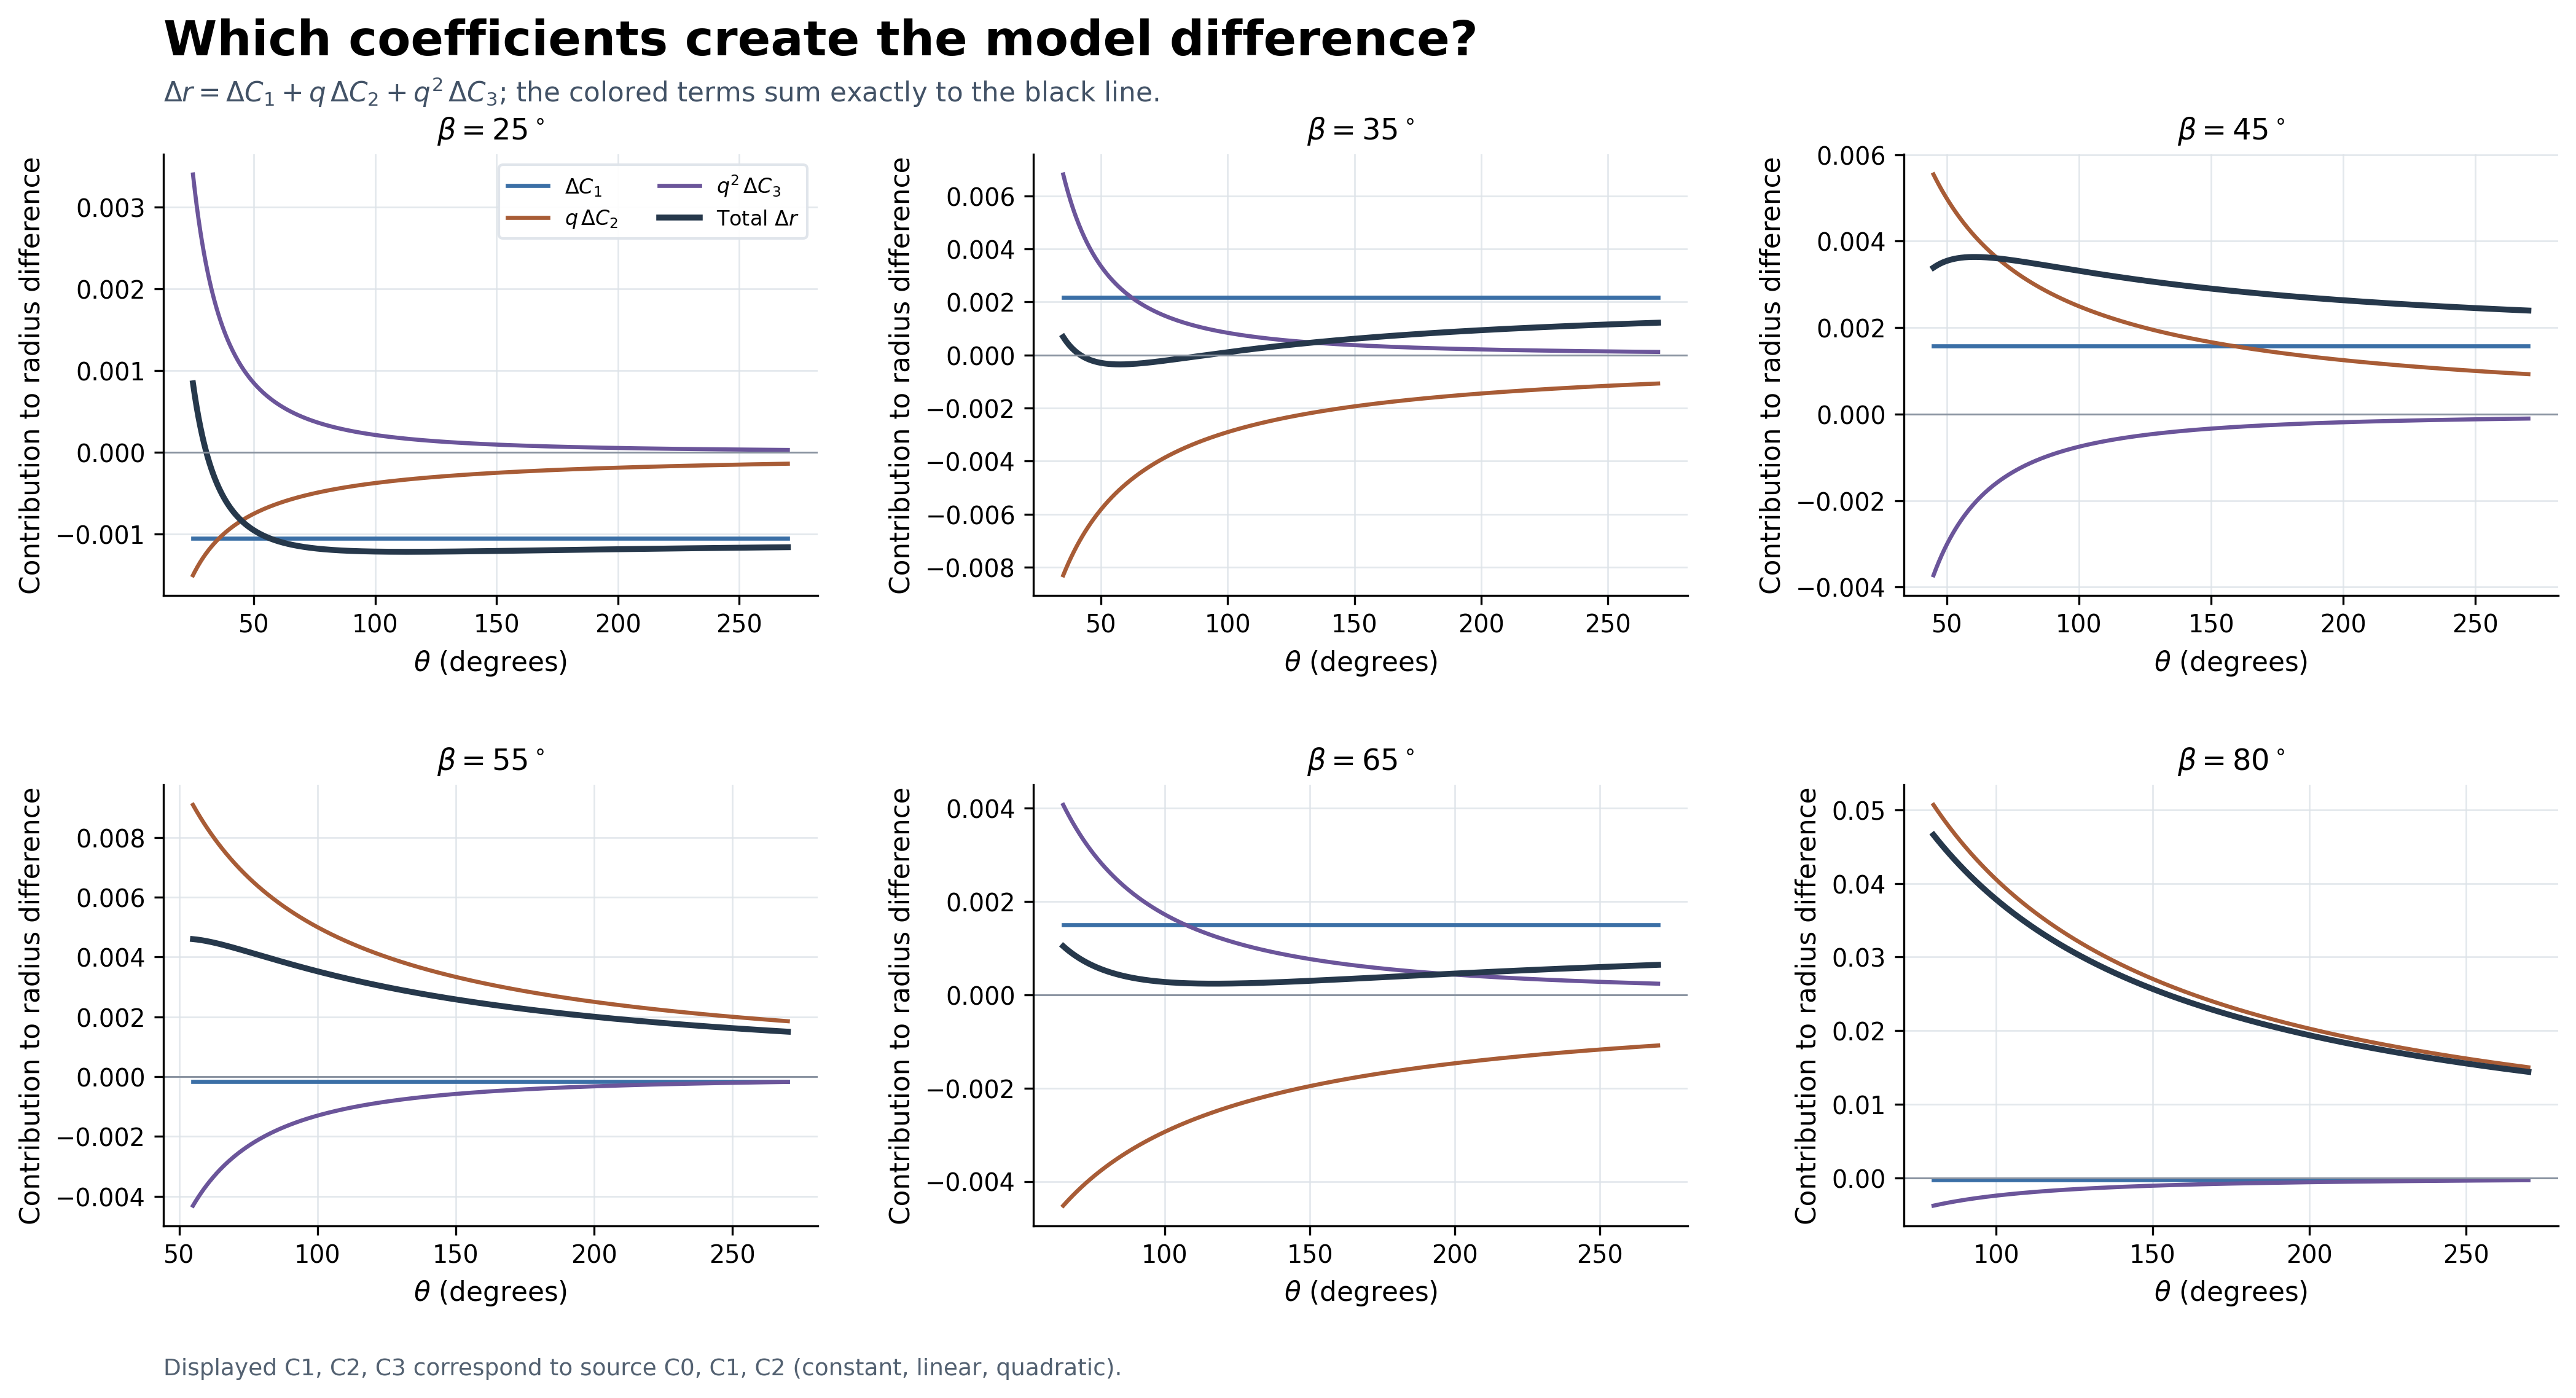 Which coefficients create the model difference?
Δr = ΔC₁ + q ΔC₂ + q² ΔC₃; the colored terms sum exactly to the black line.
β = 25°
Contribution to radius difference
0.003
0.002
0.001
0.000
−0.001
ΔC₁
q ΔC₂
q² ΔC₃
Total Δr
50 100 150 200 250
θ (degrees)
β = 35°
Contribution to radius difference
0.006
0.004
0.002
0.000
−0.002
−0.004
−0.006
−0.008
50 100 150 200 250
θ (degrees)
β = 45°
Contribution to radius difference
0.006
0.004
0.002
0.000
−0.002
−0.004
50 100 150 200 250
θ (degrees)
β = 55°
Contribution to radius difference
0.008
0.006
0.004
0.002
0.000
−0.002
−0.004
50 100 150 200 250
θ (degrees)
β = 65°
Contribution to radius difference
0.004
0.002
0.000
−0.002
−0.004
100 150 200 250
θ (degrees)
β = 80°
Contribution to radius difference
0.05
0.04
0.03
0.02
0.01
0.00
100 150 200 250
θ (degrees)
Displayed C1, C2, C3 correspond to source C0, C1, C2 (constant, linear, quadratic).